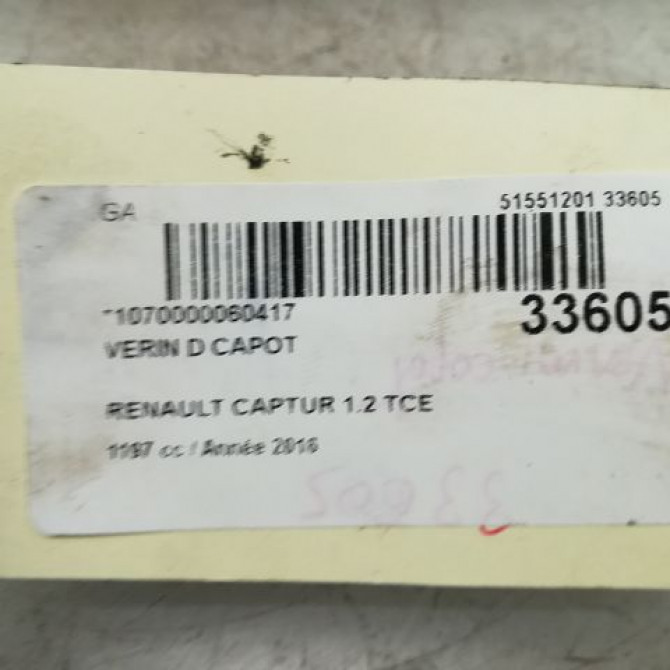 GA
51551201 33605
*1070000060417
33605
VERIN D CAPOT
RENAULT CAPTUR 1.2 TCE
1197 cc / Année 2016
33605